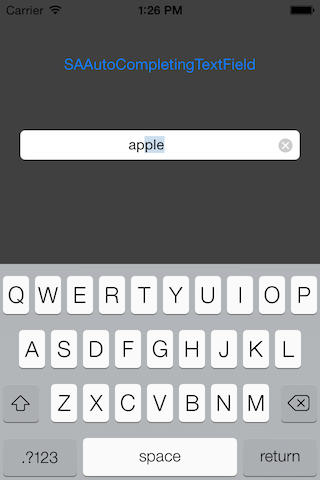 Carrier 1:26 PM
SAAutoCompletingTextField
apple
Q W E R T Y U I O P
A S D F G H J K L
Z X C V B N M
.?123 space return